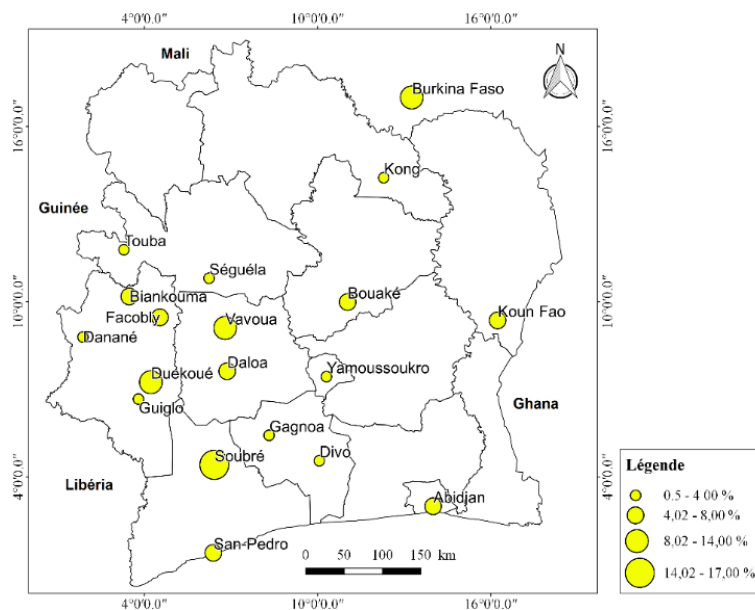 4°0'0.0" 10°0'0.0" 16°0'0.0"
Mali
N
Burkina Faso
16°0'0.0" 16°0'0.0"
Kong
Guinée
Touba
Séguéla
10°0'0.0" 10°0'0.0"
Biankouma
Bouaké
Facobly
Vavoua
Koun Fao
Danané
Daloa
Yamoussoukro
Duékoué
Guiglo
Ghana
Gagnoa
Soubré
Divo
Légende
4°0'0.0" 4°0'0.0"
Libéria
0.5 - 4 00 %
Abidjan
4,02 - 8,00 %
8,02 - 14,00 %
San-Pedro
0 50 100 150 km
14,02 - 17,00 %
4°0'0.0" 10°0'0.0" 16°0'0.0"